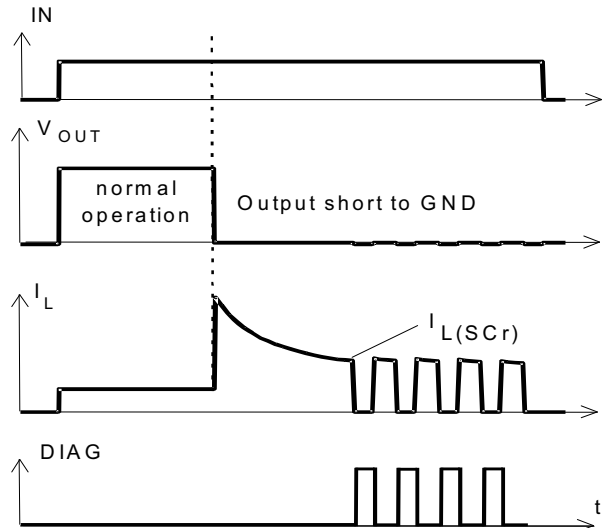 IN
V OUT
normal
operation
Output short to GND
I L
I L(SCr)
DIAG
t